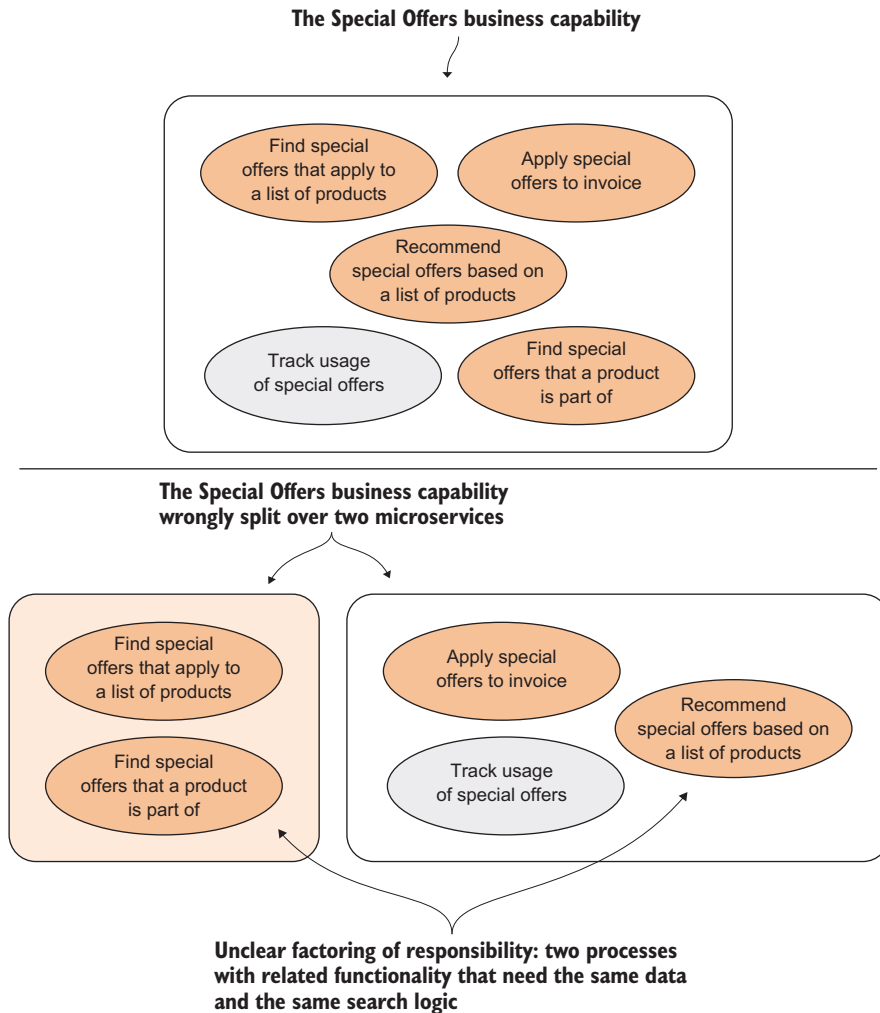 The Special Offers business capability
Find special
offers that apply to
a list of products
Apply special
offers to invoice
Recommend
special offers based on
a list of products
Track usage
of special offers
Find special
offers that a product
is part of
The Special Offers business capability
wrongly split over two microservices
Find special
offers that apply to
a list of products
Find special
offers that a product
is part of
Apply special
offers to invoice
Recommend
special offers based on
a list of products
Track usage
of special offers
Unclear factoring of responsibility: two processes
with related functionality that need the same data
and the same search logic